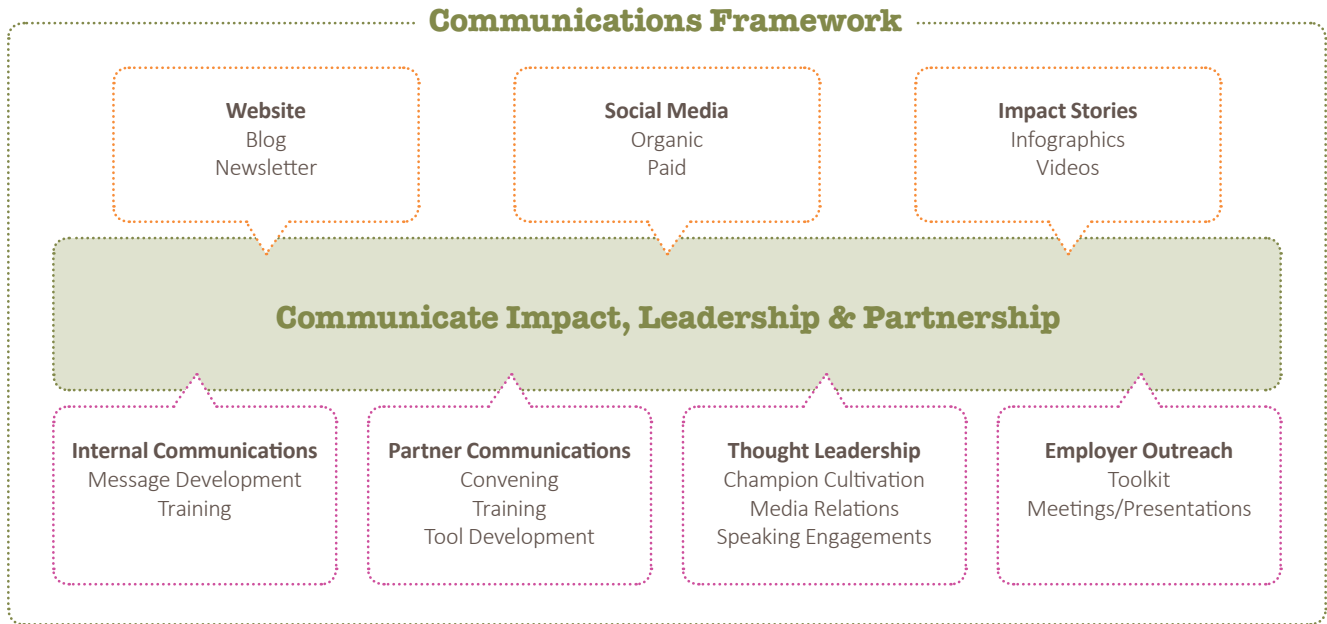 Communications Framework
Website
Blog
Newsletter
Social Media
Organic
Paid
Impact Stories
Infographics
Videos
Communicate Impact, Leadership & Partnership
Internal Communications
Message Development
Training
Partner Communications
Convening
Training
Tool Development
Thought Leadership
Champion Cultivation
Media Relations
Speaking Engagements
Employer Outreach
Toolkit
Meetings/Presentations